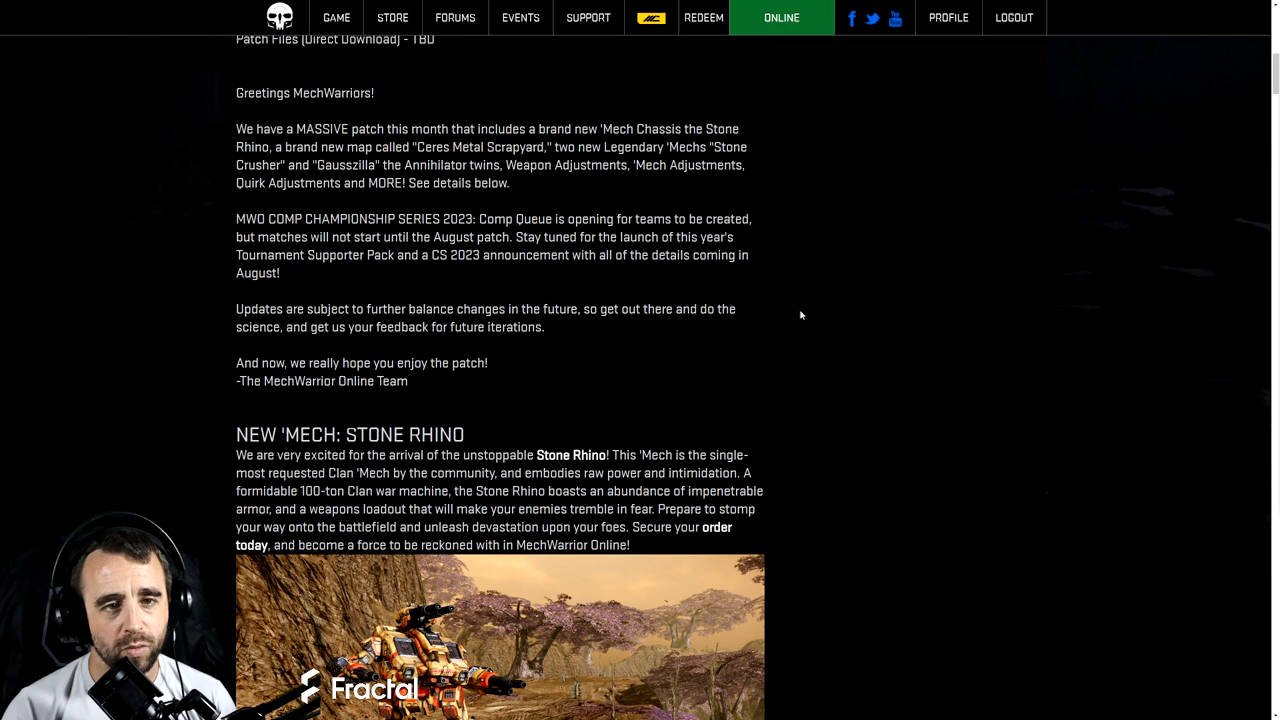 GAME
STORE
FORUMS
EVENTS
SUPPORT
MC
REDEEM
ONLINE
PROFILE
LOGOUT
Patch Files (Direct Download) - TBD
Greetings MechWarriors!
We have a MASSIVE patch this month that includes a brand new 'Mech Chassis the Stone
Rhino, a brand new map called "Ceres Metal Scrapyard," two new Legendary 'Mechs "Stone
Crusher" and "Gausszilla" the Annihilator twins, Weapon Adjustments, 'Mech Adjustments,
Quirk Adjustments and MORE! See details below.
MWO COMP CHAMPIONSHIP SERIES 2023: Comp Queue is opening for teams to be created,
but matches will not start until the August patch. Stay tuned for the launch of this year's
Tournament Supporter Pack and a CS 2023 announcement with all of the details coming in
August!
Updates are subject to further balance changes in the future, so get out there and do the
science, and get us your feedback for future iterations.
And now, we really hope you enjoy the patch!
-The MechWarrior Online Team
NEW 'MECH: STONE RHINO
We are very excited for the arrival of the unstoppable Stone Rhino! This 'Mech is the single-
most requested Clan 'Mech by the community, and embodies raw power and intimidation. A
formidable 100-ton Clan war machine, the Stone Rhino boasts an abundance of impenetrable
armor, and a weapons loadout that will make your enemies tremble in fear. Prepare to stomp
your way onto the battlefield and unleash devastation upon your foes. Secure your order
today, and become a force to be reckoned with in MechWarrior Online!
Fractal